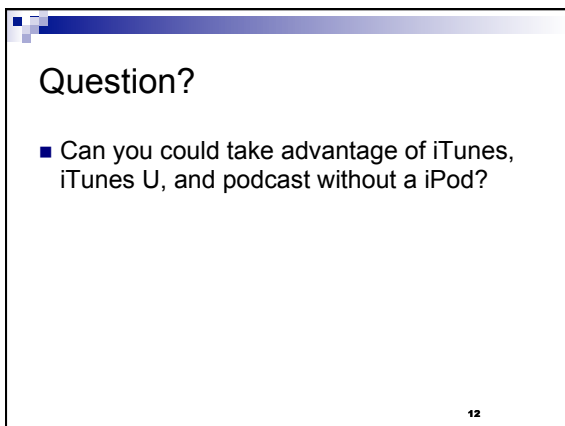 Question?
■ Can you could take advantage of iTunes,
iTunes U, and podcast without a iPod?
12